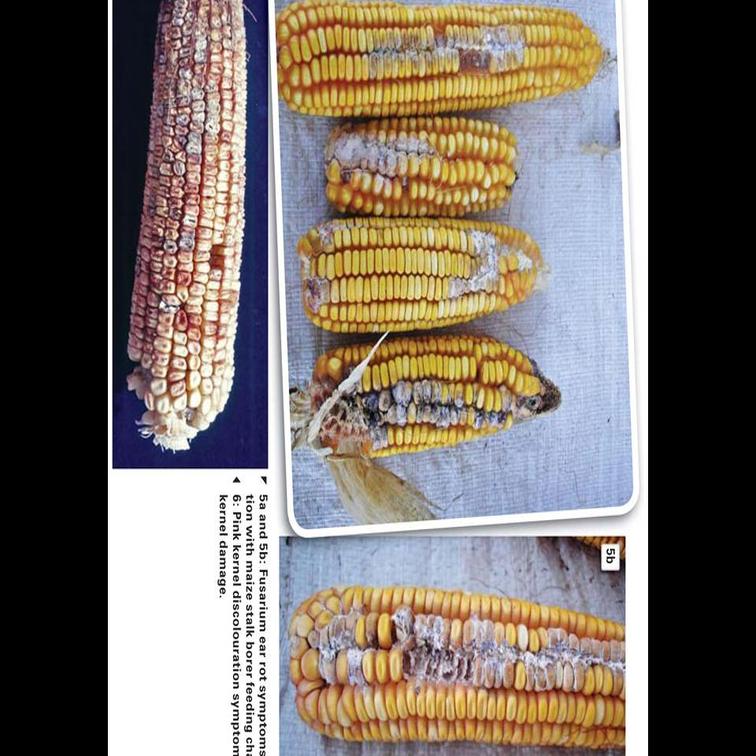 5b
5a and 5b: Fusarium ear rot symptoms
tion with maize stalk borer feeding cha
6: Pink kernel discolouration symptom
kernel damage.